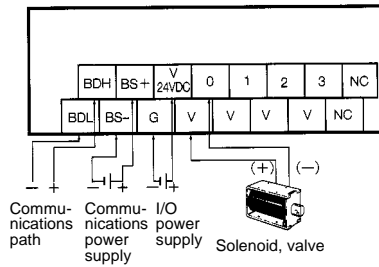 V
BDH BS+ 24VDC 0 1 2 3 NC
BDL BS- G V V V V NC
(+) (−)
− + − + − +
Commu- Commu- I/O
nications nications power
path power supply
supply
Solenoid, valve